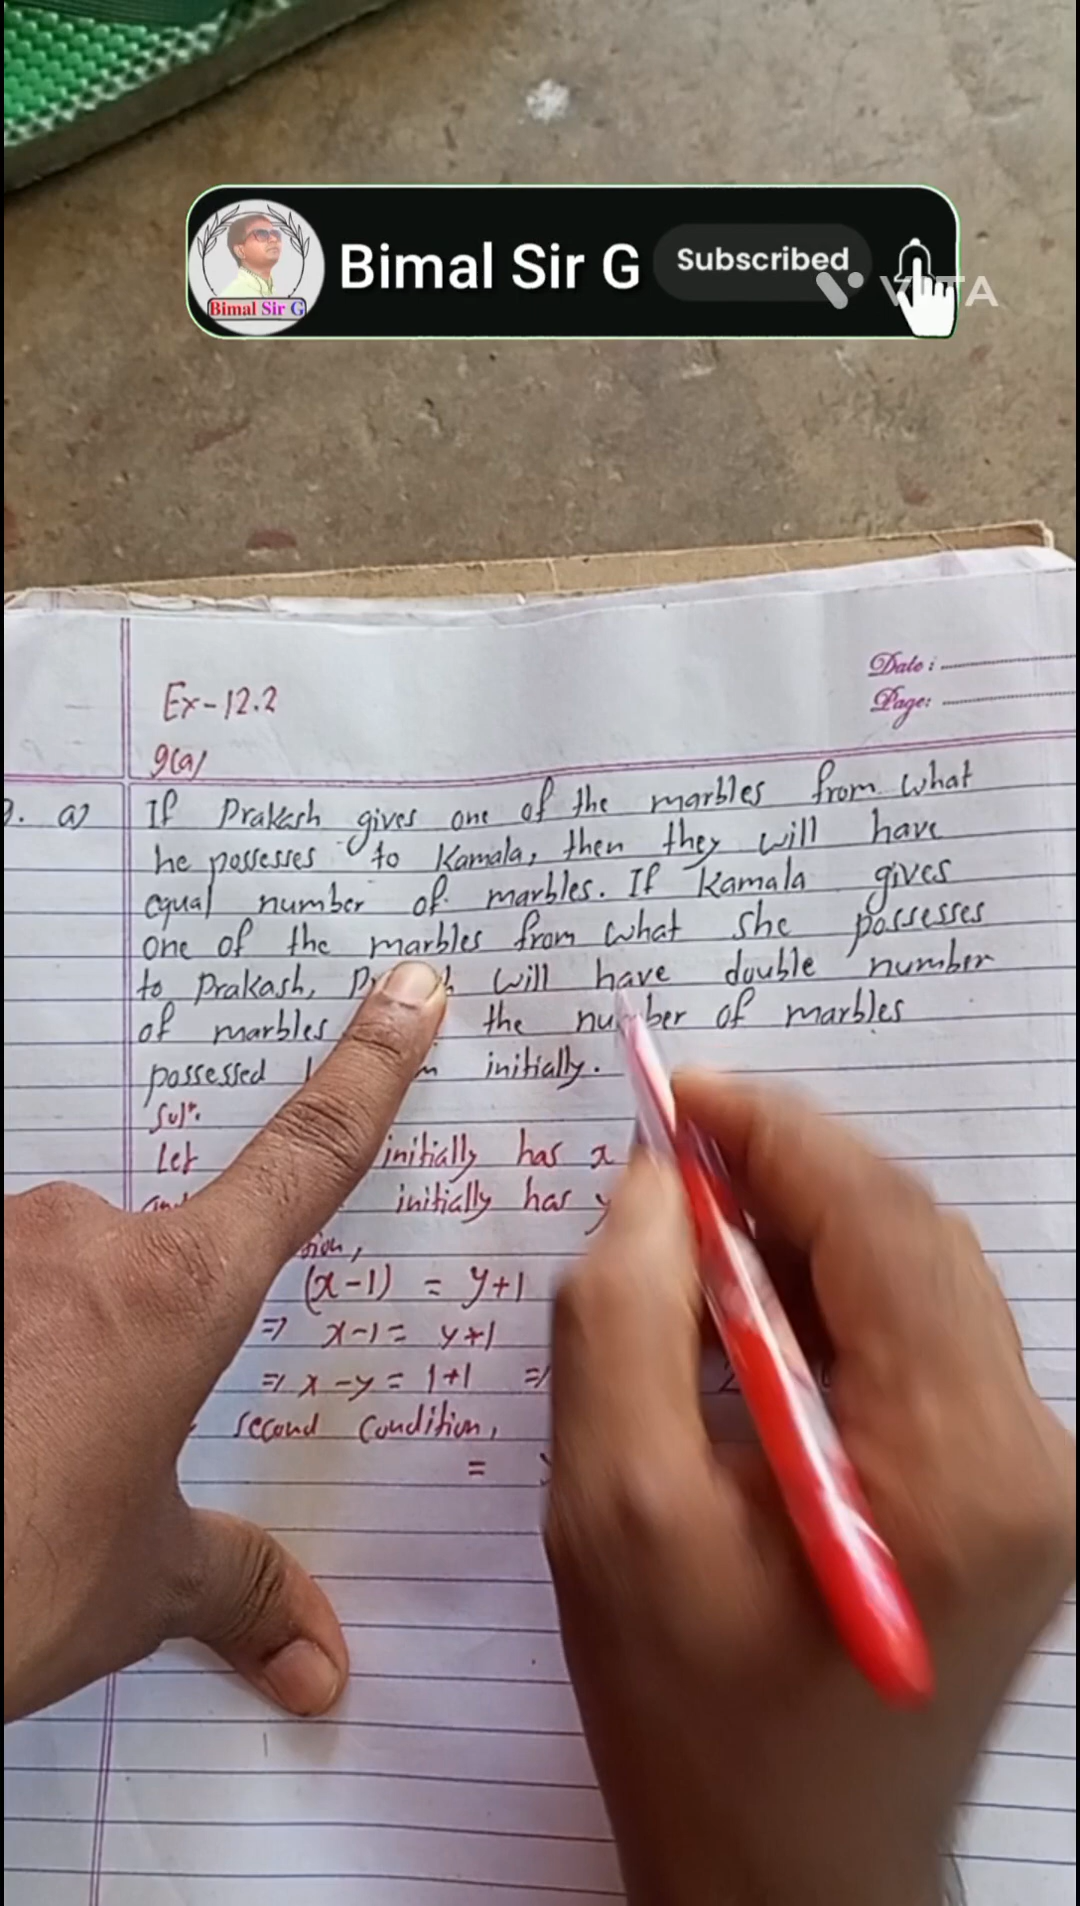 Bimal Sir G
Subscribed
Bimal Sir G
VITA
Date:
Page:
Ex-12.2
9(a)
9. a) If Prakash gives one of the marbles from what
he possesses to Kamala, then they will have
equal number of marbles. If Kamala gives
one of the marbles from what she possesses
to Prakash, will have double number
of marbles the number of marbles
possessed initially.
Sol:
Let initially has x
initially has y
(x-1) = y+1
=> x-1 = y+1
=> x-y = 1+1 =>
second condition,
=